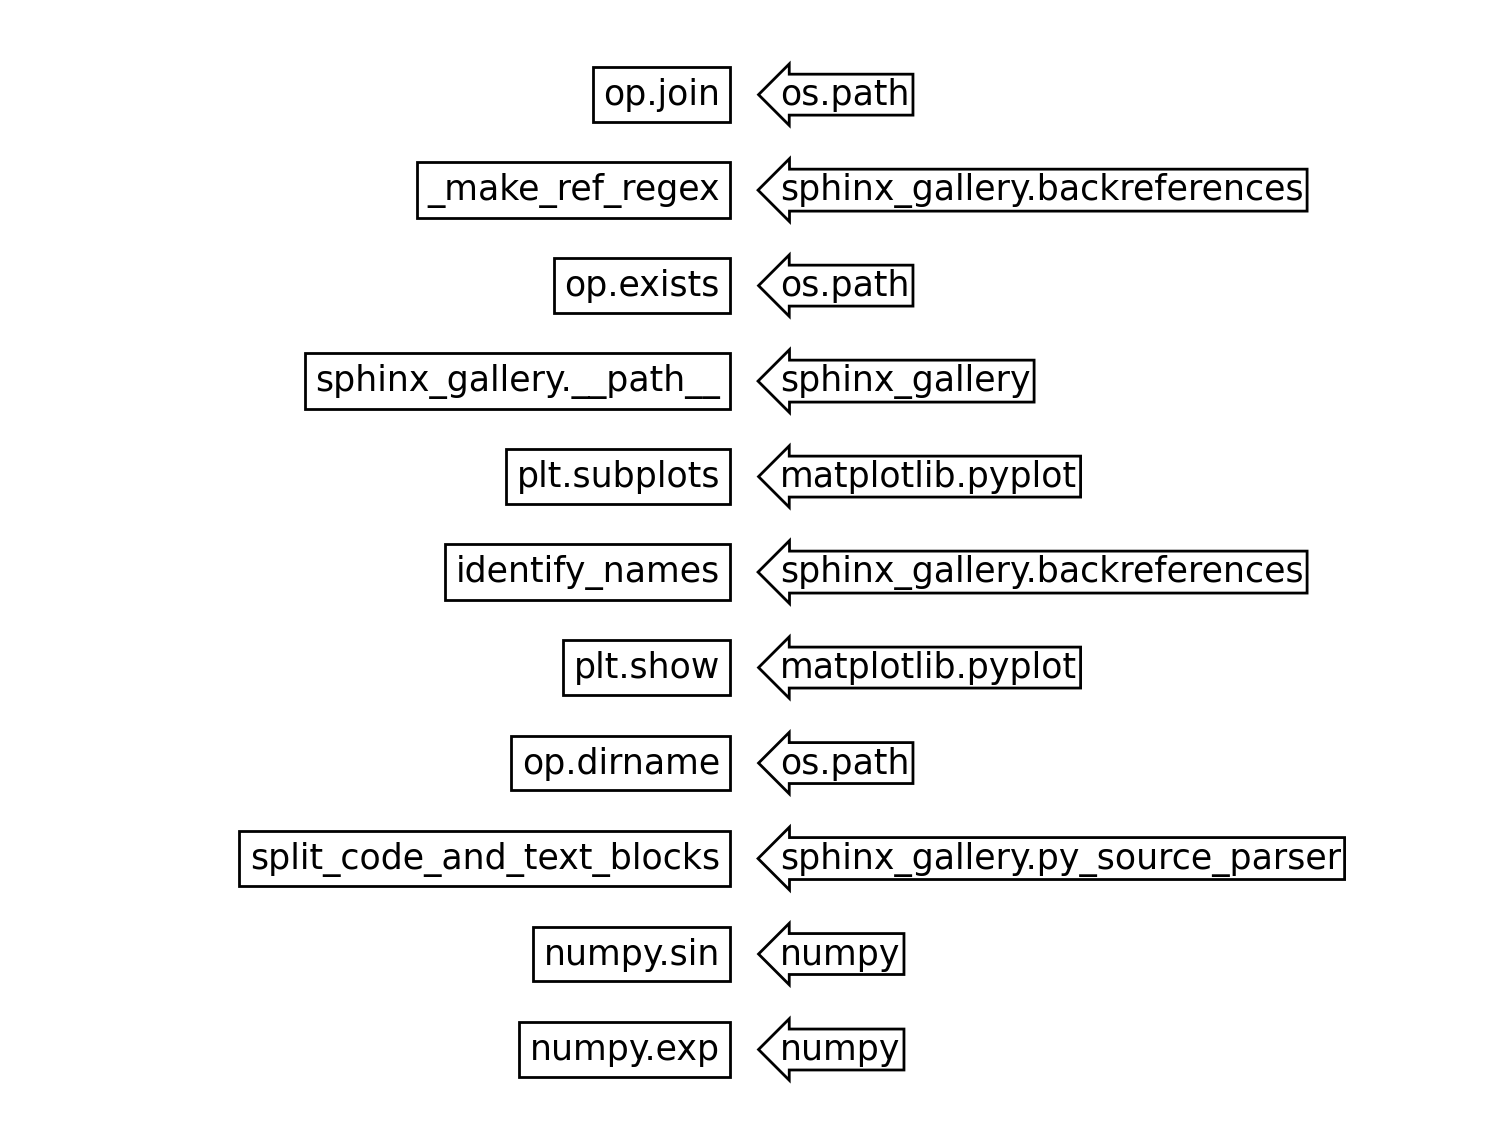 op.join os.path
_make_ref_regex sphinx_gallery.backreferences
op.exists os.path
sphinx_gallery.__path__ sphinx_gallery
plt.subplots matplotlib.pyplot
identify_names sphinx_gallery.backreferences
plt.show matplotlib.pyplot
op.dirname os.path
split_code_and_text_blocks sphinx_gallery.py_source_parser
numpy.sin numpy
numpy.exp numpy